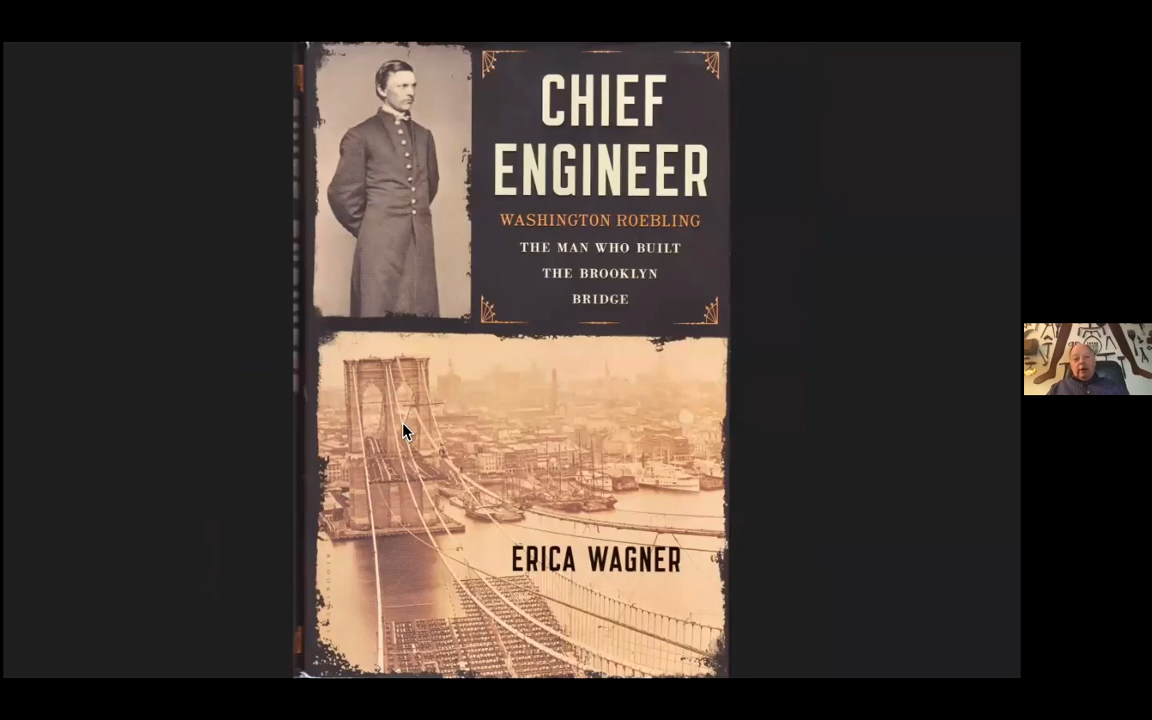 CHIEF
ENGINEER
WASHINGTON ROEBLING
THE MAN WHO BUILT
THE BROOKLYN
BRIDGE
ERICA WAGNER